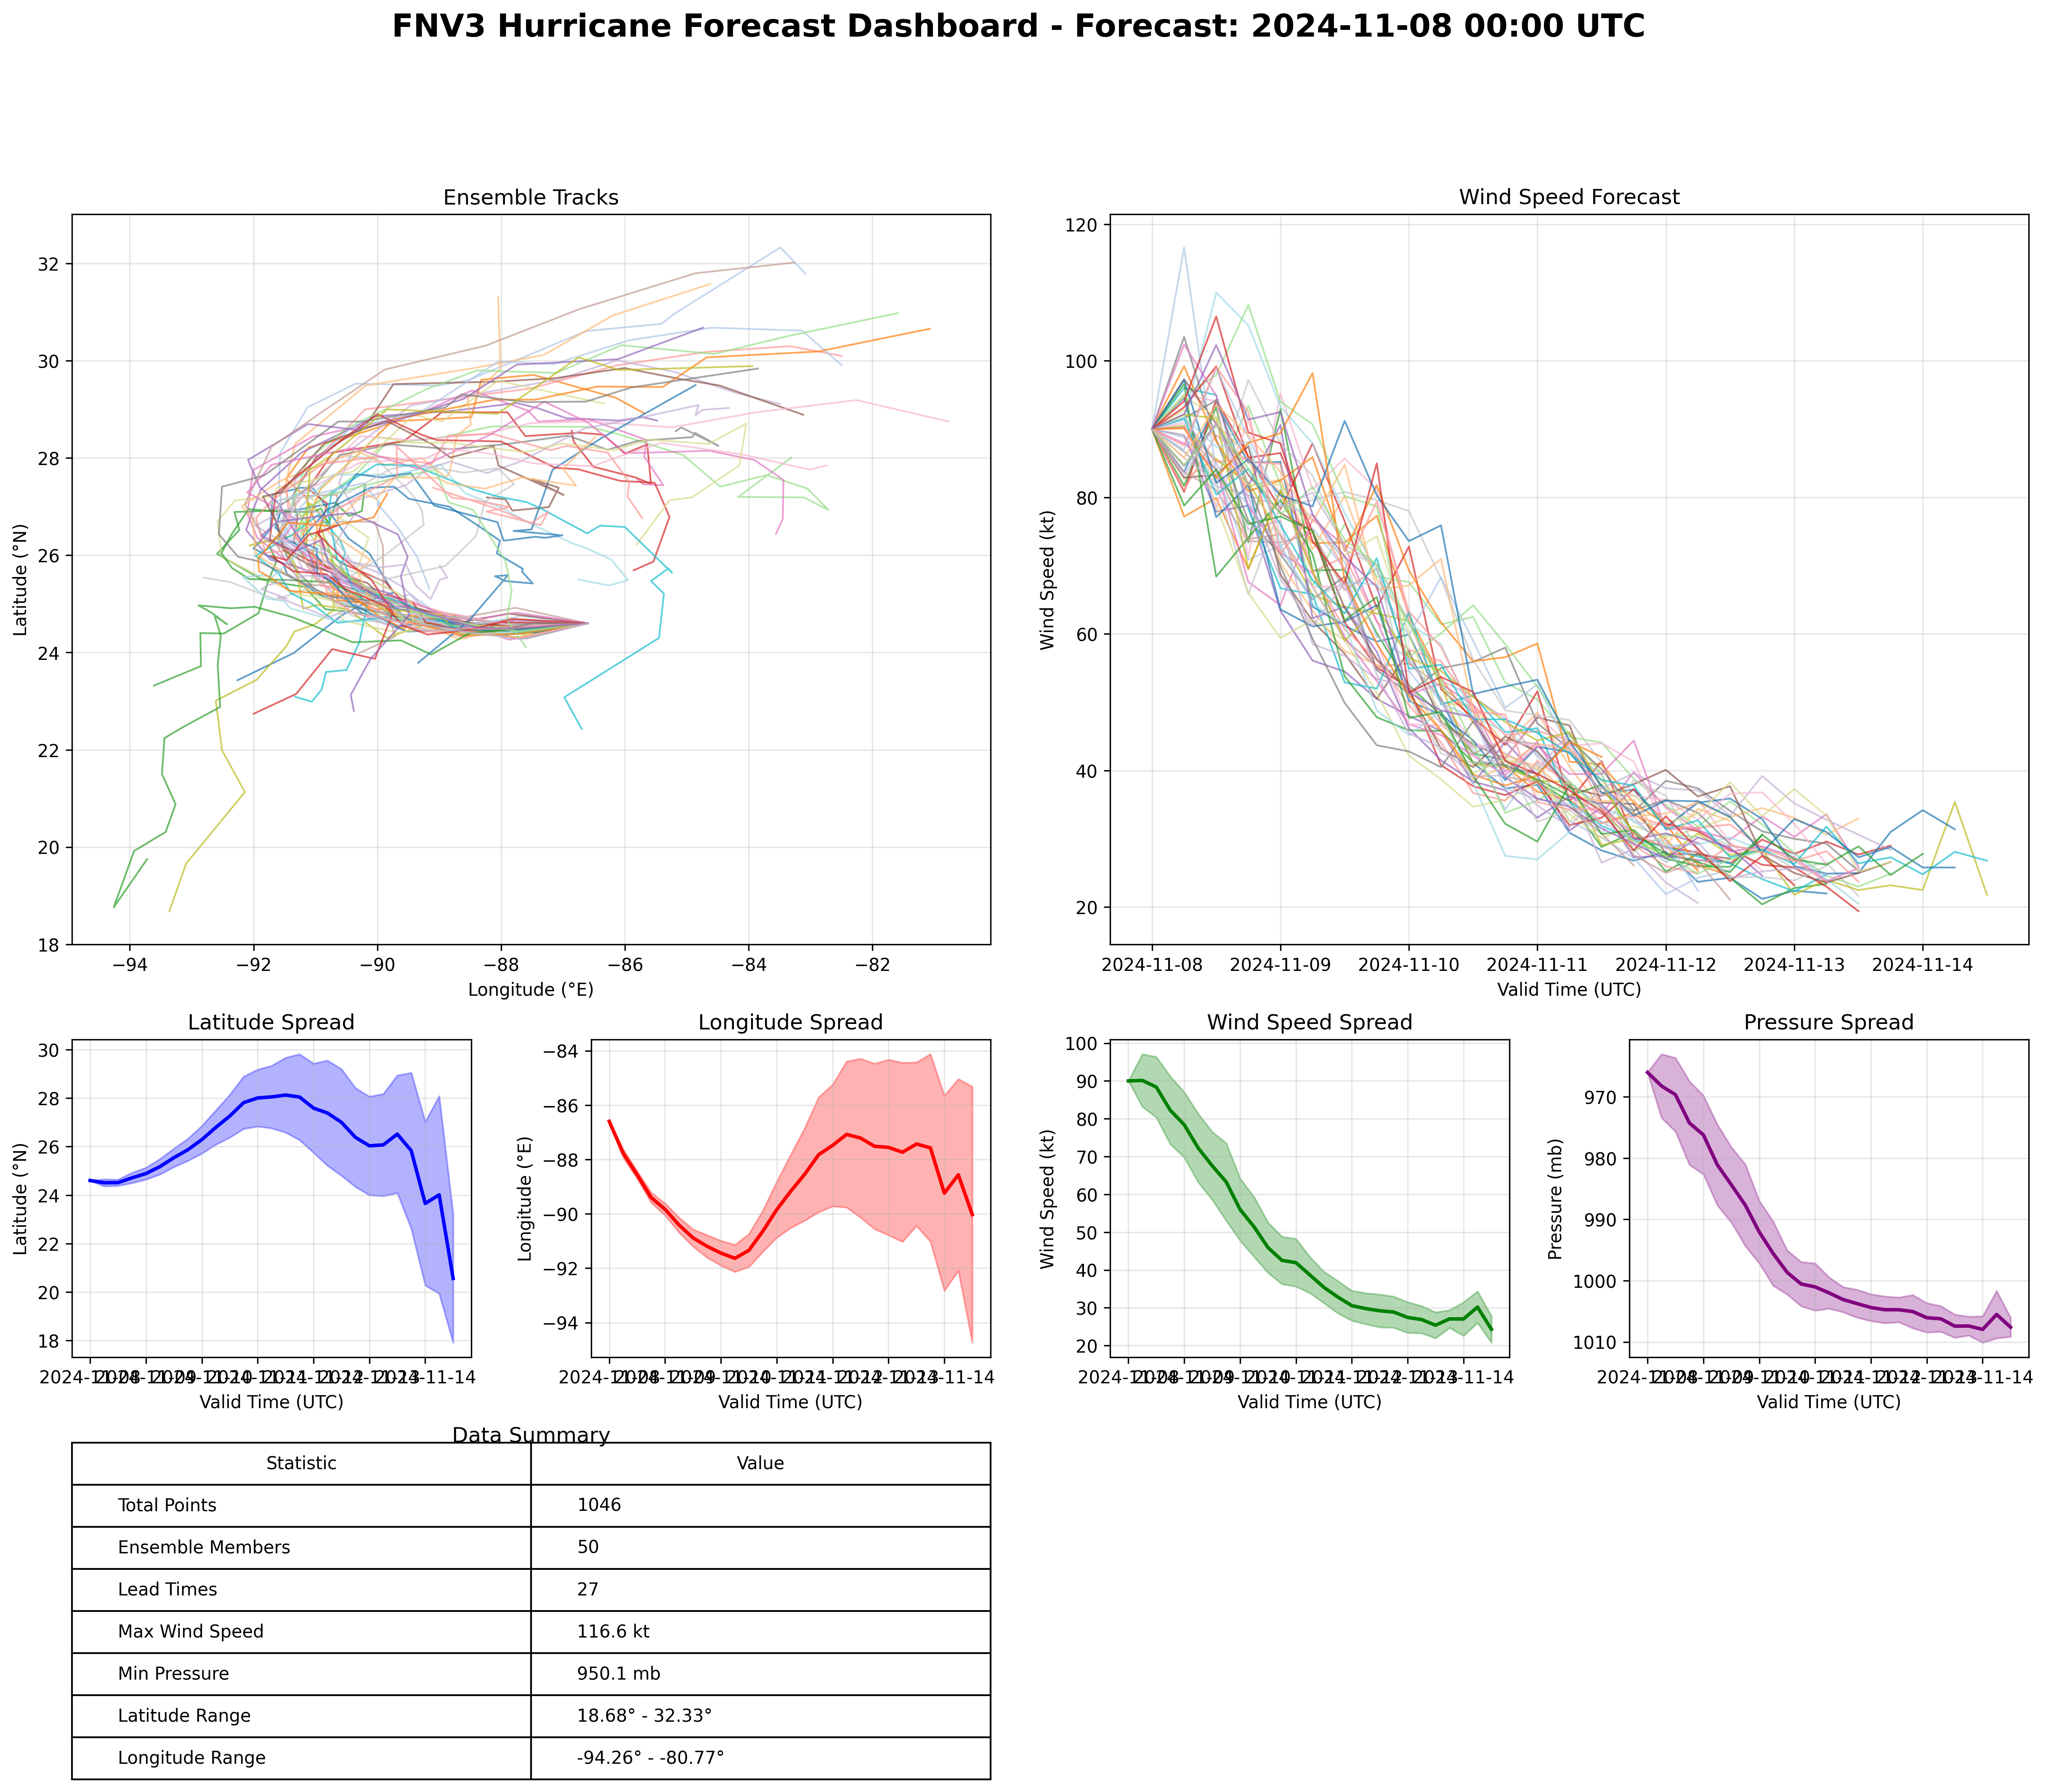 FNV3 Hurricane Forecast Dashboard - Forecast: 2024-11-08 00:00 UTC
Ensemble Tracks
Latitude (°N)
32
30
28
26
24
22
20
18
−94
−92
−90
−88
−86
−84
−82
Longitude (°E)
Wind Speed Forecast
Wind Speed (kt)
120
100
80
60
40
20
2024-11-08
2024-11-09
2024-11-10
2024-11-11
2024-11-12
2024-11-13
2024-11-14
Valid Time (UTC)
Latitude Spread
Latitude (°N)
30
28
26
24
22
20
18
Valid Time (UTC)
Longitude Spread
Longitude (°E)
−84
−86
−88
−90
−92
−94
Valid Time (UTC)
Wind Speed Spread
Wind Speed (kt)
100
90
80
70
60
50
40
30
20
Valid Time (UTC)
Pressure Spread
Pressure (mb)
970
980
990
1000
1010
Valid Time (UTC)
Data Summary
Statistic Value
Total Points 1046
Ensemble Members 50
Lead Times 27
Max Wind Speed 116.6 kt
Min Pressure 950.1 mb
Latitude Range 18.68° - 32.33°
Longitude Range -94.26° - -80.77°